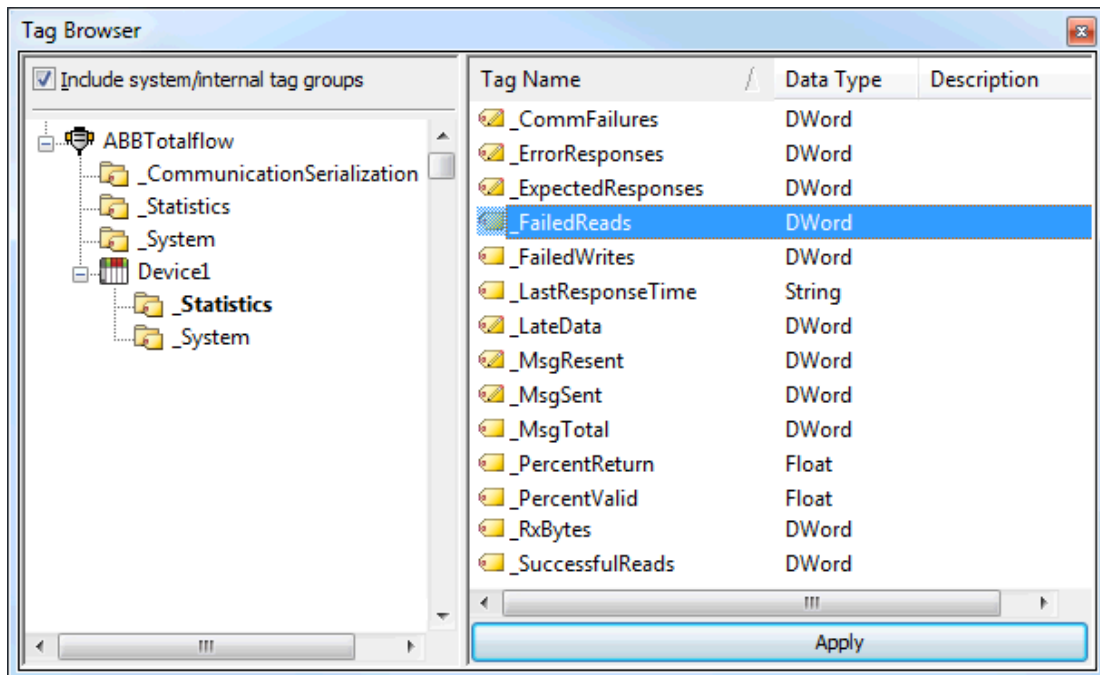 Tag Browser
Include system/internal tag groups
ABBTotalflow
_CommunicationSerialization
_Statistics
_System
Device1
_Statistics
_System
Tag Name Data Type Description
_CommFailures DWord
_ErrorResponses DWord
_ExpectedResponses DWord
_FailedReads DWord
_FailedWrites DWord
_LastResponseTime String
_LateData DWord
_MsgResent DWord
_MsgSent DWord
_MsgTotal DWord
_PercentReturn Float
_PercentValid Float
_RxBytes DWord
_SuccessfulReads DWord
Apply